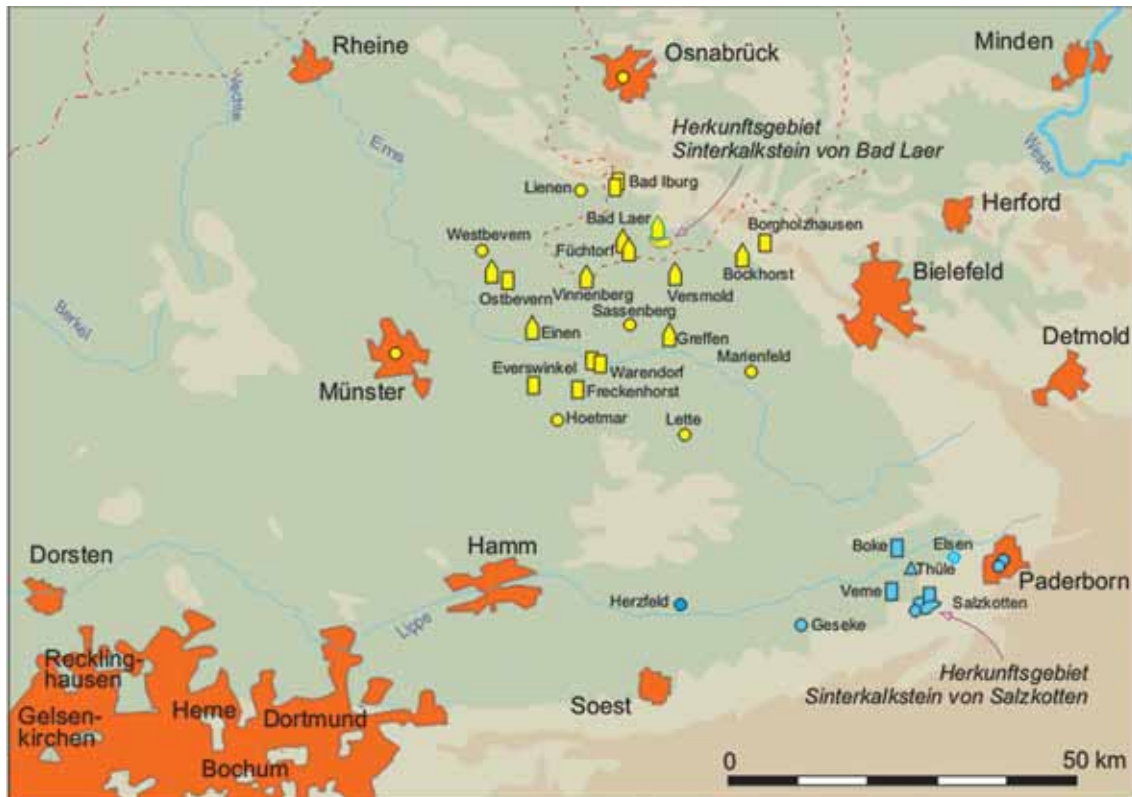 Rheine
Osnabrück
Minden
Vechte
Ems
Herkunftsgebiet
Sinterkalkstein von Bad Laer
Weser
Lienen
Bad Iburg
Herford
Bad Laer
Borgholzhausen
Westbevern
Füchtorf
Bockhorst
Bielefeld
Ostbevern
Vinnenberg
Versmold
Berkel
Sassenberg
Einen
Greffen
Detmold
Münster
Everswinkel
Warendorf
Marienfeld
Freckenhorst
Hoetmar
Lette
Dorsten
Hamm
Boke
Elsen
Thüle
Paderborn
Verne
Herzfeld
Salzkotten
Lippe
Geseke
Reckling-
hausen
Herkunftsgebiet
Sinterkalkstein von Salzkotten
Gelsen-
kirchen
Herne
Dortmund
Soest
Bochum
0
50 km